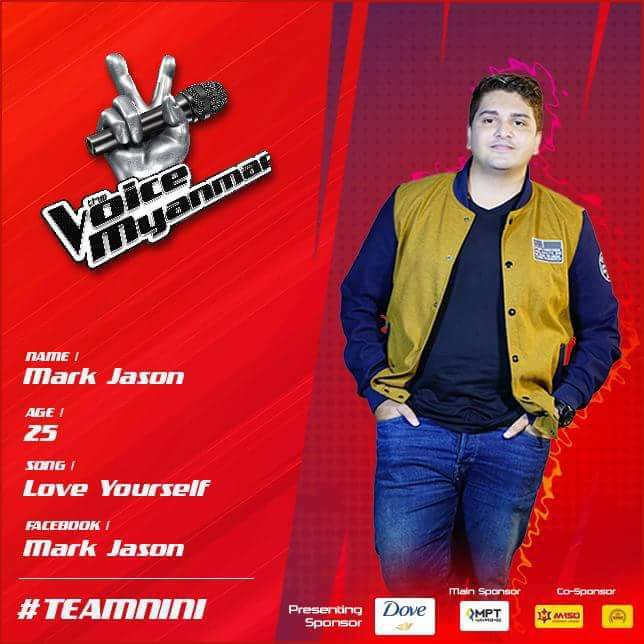 the
Voice
Myanmar
NAME /
Mark Jason
AGE /
25
SONG /
Love Yourself
FACEBOOK /
Mark Jason
#TEAMNINI
Presenting
Sponsor
Dove
Main Sponsor
MPT
Co-Sponsor